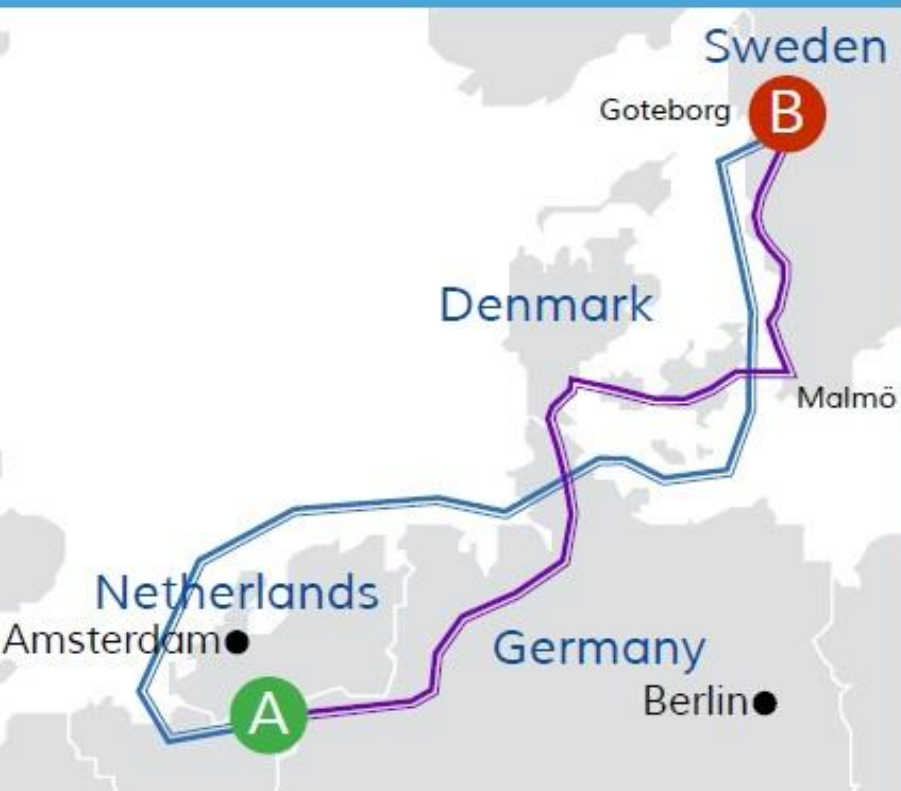 Sweden
Goteborg
B
Denmark
Malmö
Netherlands
Amsterdam
Germany
A
Berlin